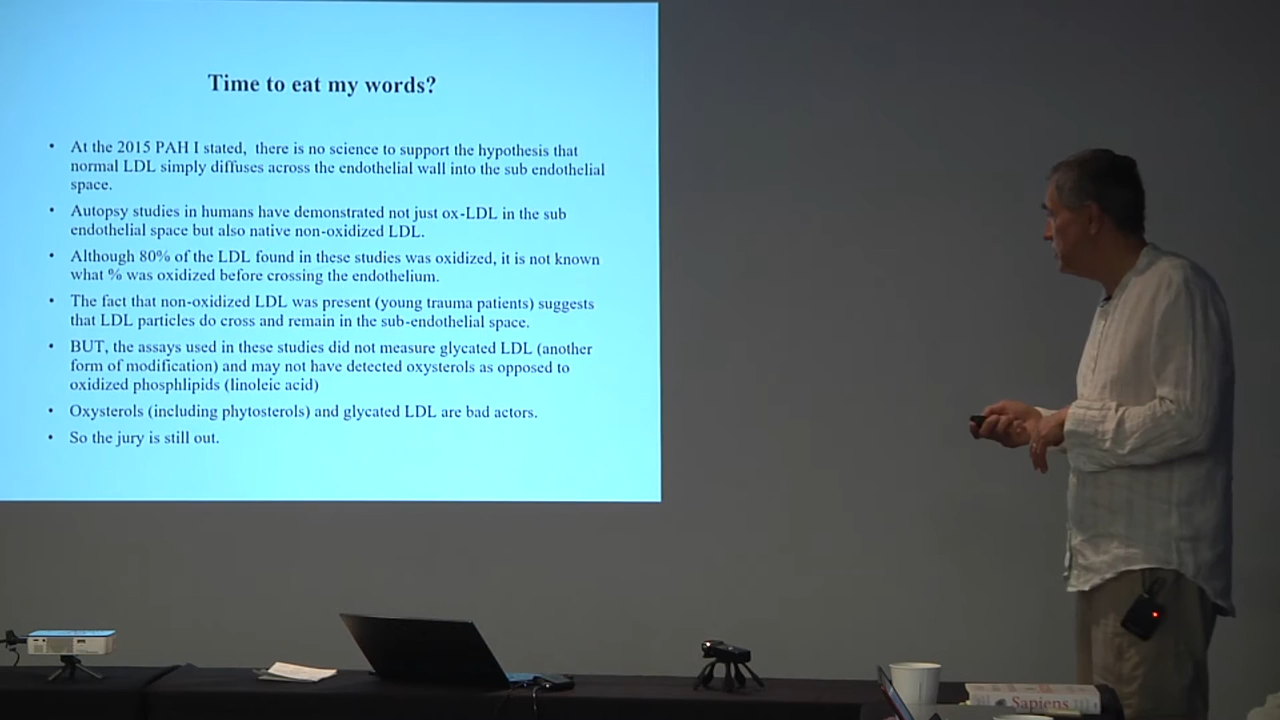 Time to eat my words?
• At the 2015 PAH I stated, there is no science to support the hypothesis that
normal LDL simply diffuses across the endothelial wall into the sub endothelial
space.
• Autopsy studies in humans have demonstrated not just ox-LDL in the sub
endothelial space but also native non-oxidized LDL.
• Although 80% of the LDL found in these studies was oxidized, it is not known
what % was oxidized before crossing the endothelium.
• The fact that non-oxidized LDL was present (young trauma patients) suggests
that LDL particles do cross and remain in the sub-endothelial space.
• BUT, the assays used in these studies did not measure glycated LDL (another
form of modification) and may not have detected oxysterols as opposed to
oxidized phosphlipids (linoleic acid)
• Oxysterols (including phytosterols) and glycated LDL are bad actors.
• So the jury is still out.
Sapiens